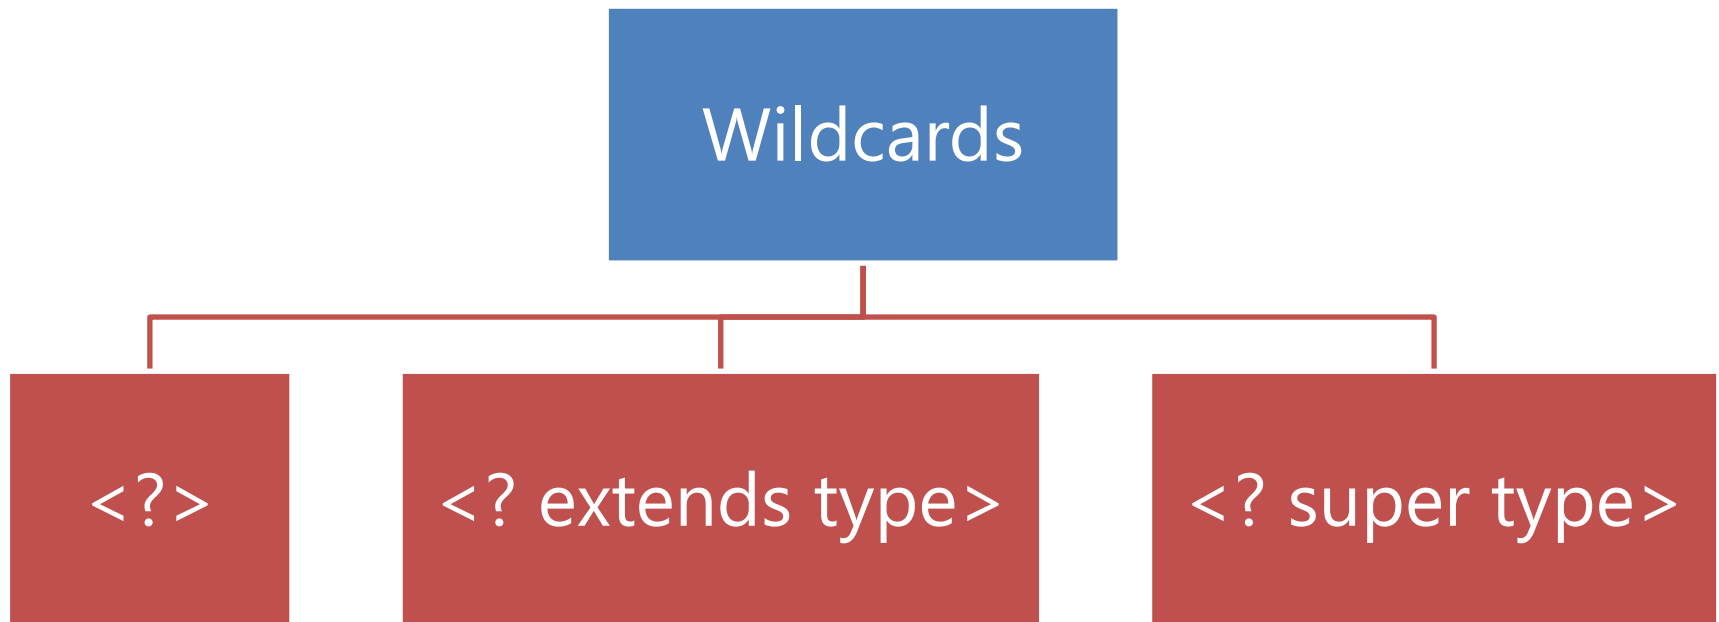 Wildcards
<?>
<? extends type>
<? super type>